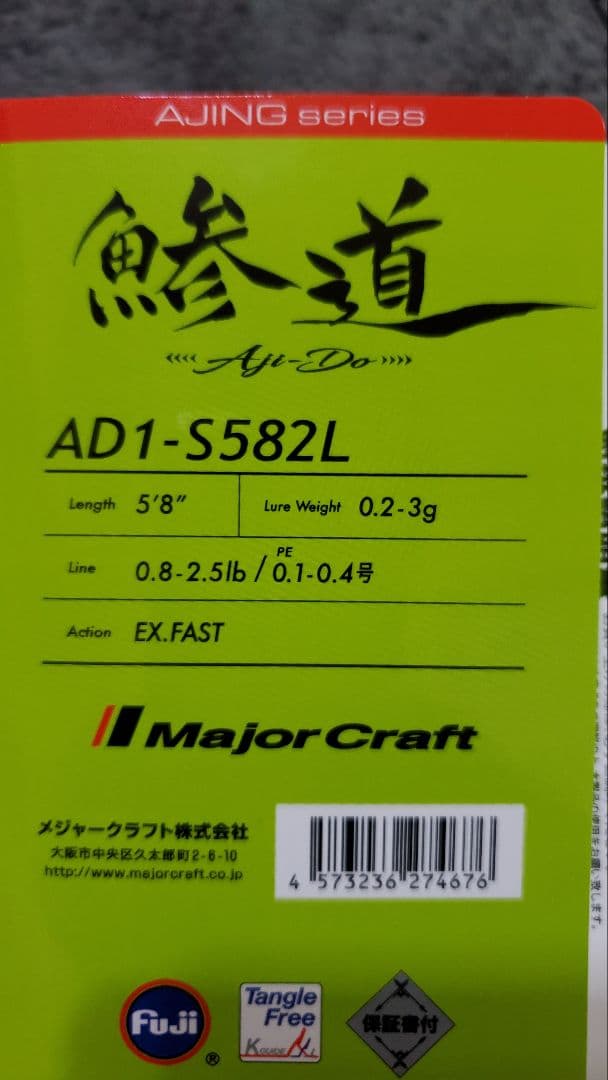 AJING series
鯵道
Aji-Do
AD1-S582L
Length 5'8" Lure Weight 0.2-3g
PE
Line 0.8-2.5lb / 0.1-0.4号
Action EX.FAST
Major Craft
メジャークラフト株式会社
大阪市中央区久太郎町2-6-10
http://www.majorcraft.co.jp
4 573236 274676
Fuji ®
Tangle
Free
K GUIDE
保証書付